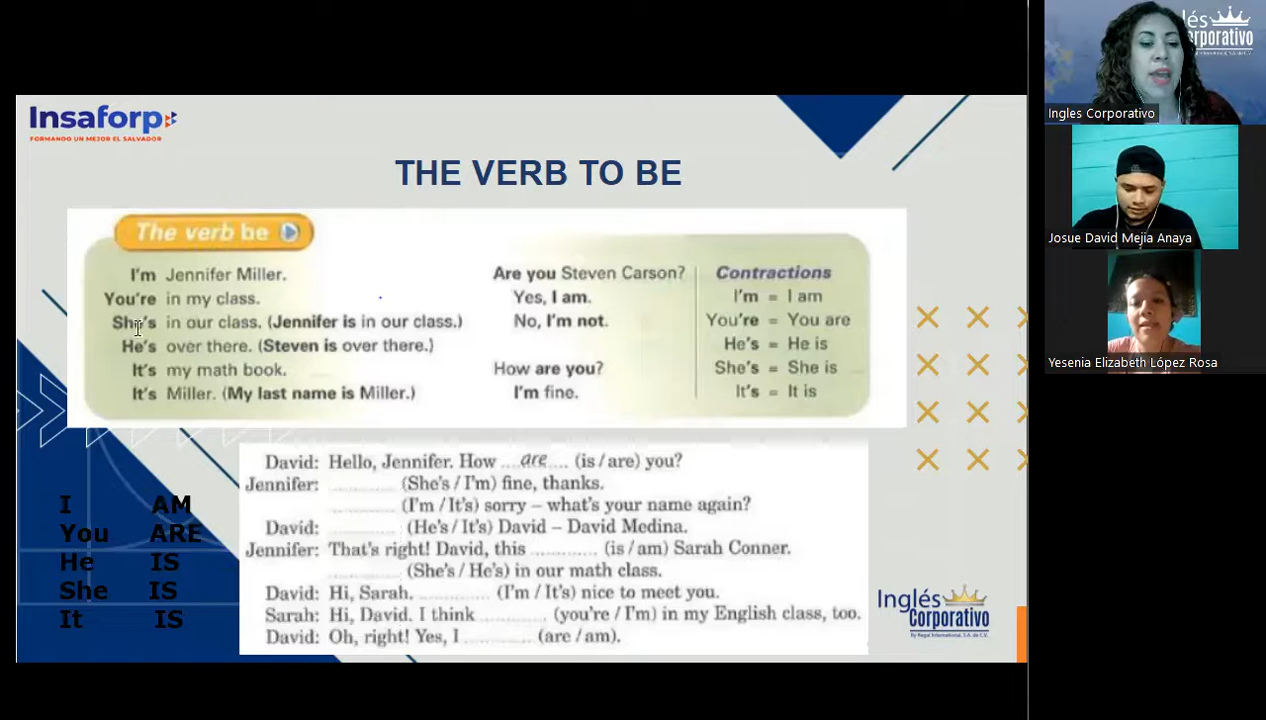 Insaforp
FORMANDO UN MEJOR EL SALVADOR
THE VERB TO BE
The verb be
I'm Jennifer Miller.
You're in my class.
She's in our class. (Jennifer is in our class.)
He's over there. (Steven is over there.)
It's my math book.
It's Miller. (My last name is Miller.)
Are you Steven Carson?
Yes, I am.
No, I'm not.
How are you?
I'm fine.
Contractions
I'm = I am
You're = You are
He's = He is
She's = She is
It's = It is
David: Hello, Jennifer. How ....are.... (is / are) you?
Jennifer: ............ (She's / I'm) fine, thanks.
............ (I'm / It's) sorry – what's your name again?
David: ............ (He's / It's) David – David Medina.
Jennifer: That's right! David, this ............ (is / am) Sarah Conner.
............ (She's / He's) in our math class.
David: Hi, Sarah. ............ (I'm / It's) nice to meet you.
Sarah: Hi, David. I think ............ (you're / I'm) in my English class, too.
David: Oh, right! Yes, I ............ (are / am).
I AM
You ARE
He IS
She IS
It IS
Inglés
Corporativo
By Regal International, S.A. de C.V.
lés
rporativo
Ingles Corporativo
Josue David Mejía Anaya
Yesenia Elizabeth López Rosa